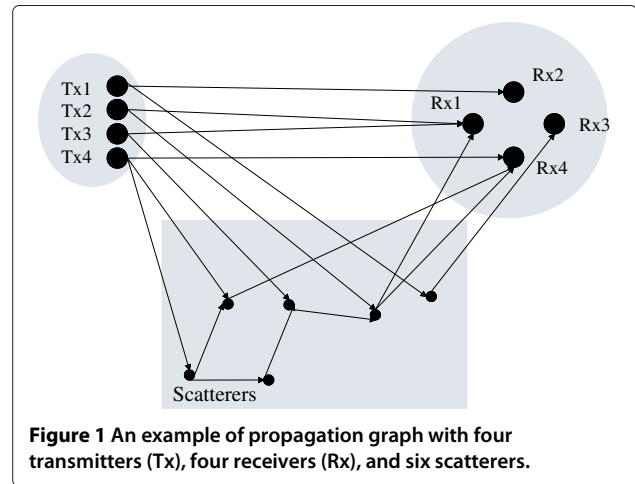 Tx1
Tx2
Tx3
Tx4
Rx2
Rx1
Rx3
Rx4
Scatterers
Figure 1 An example of propagation graph with four
transmitters (Tx), four receivers (Rx), and six scatterers.